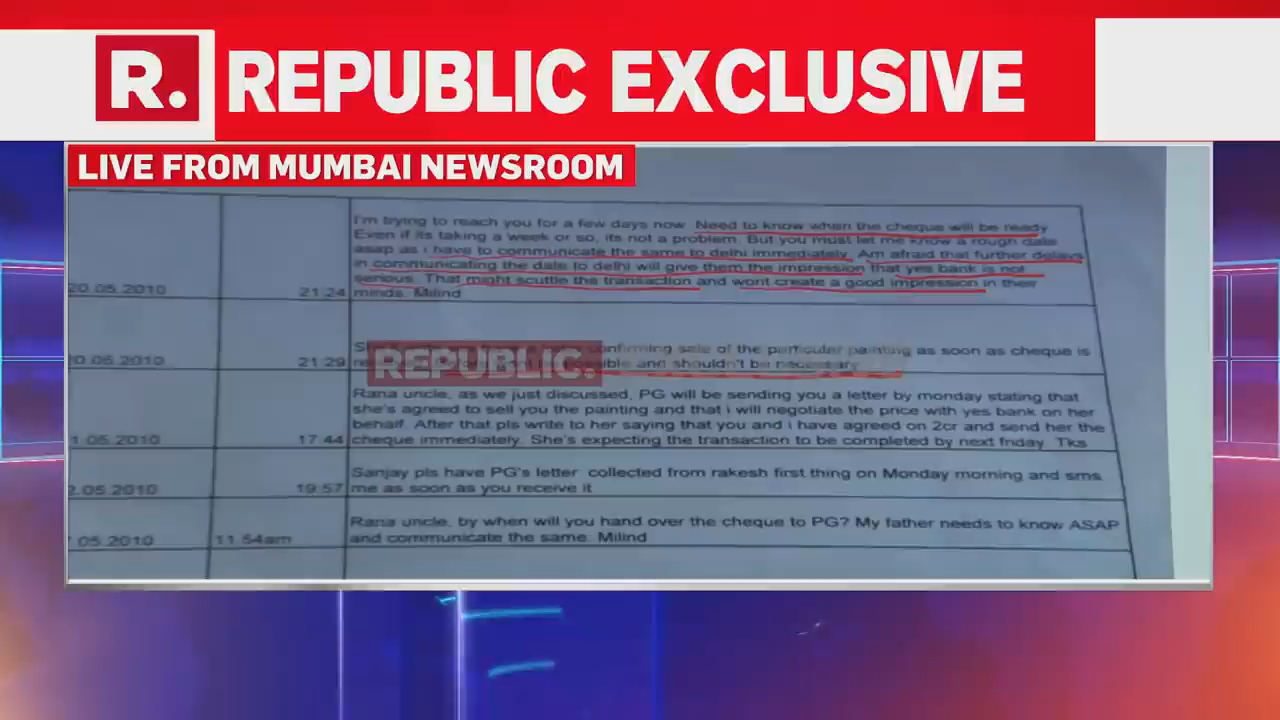 R. REPUBLIC EXCLUSIVE
LIVE FROM MUMBAI NEWSROOM
I'm trying to reach you for a few days now. Need to know when the cheque will be ready
Even if its taking a week or so, its not a problem. But you must let me know a rough date
asap as i have to communicate the same to delhi immediately. Am afraid that further delays
in communicating the date to delhi will give them the impression that yes bank is not
serious. That might scuttle the transaction and wont create a good impression in their
20.05.2010 21:24 minds. Milind
confirming sale of the particular painting as soon as cheque is
0.05.2010 21:29 and shouldn't be necessary
REPUBLIC.
Rana uncle, as we just discussed, PG will be sending you a letter by monday stating that
she's agreed to sell you the painting and that i will negotiate the price with yes bank on her
behalf. After that pls write to her saying that you and i have agreed on 2cr and send her the
1.05.2010 17:44 cheque immediately. She's expecting the transaction to be completed by next friday. Tks
Sanjay pls have PG's letter collected from rakesh first thing on Monday morning and sms
2.05.2010 19:57 me as soon as you receive it
Rana uncle, by when will you hand over the cheque to PG? My father needs to know ASAP
.05.2010 11.54am and communicate the same. Milind